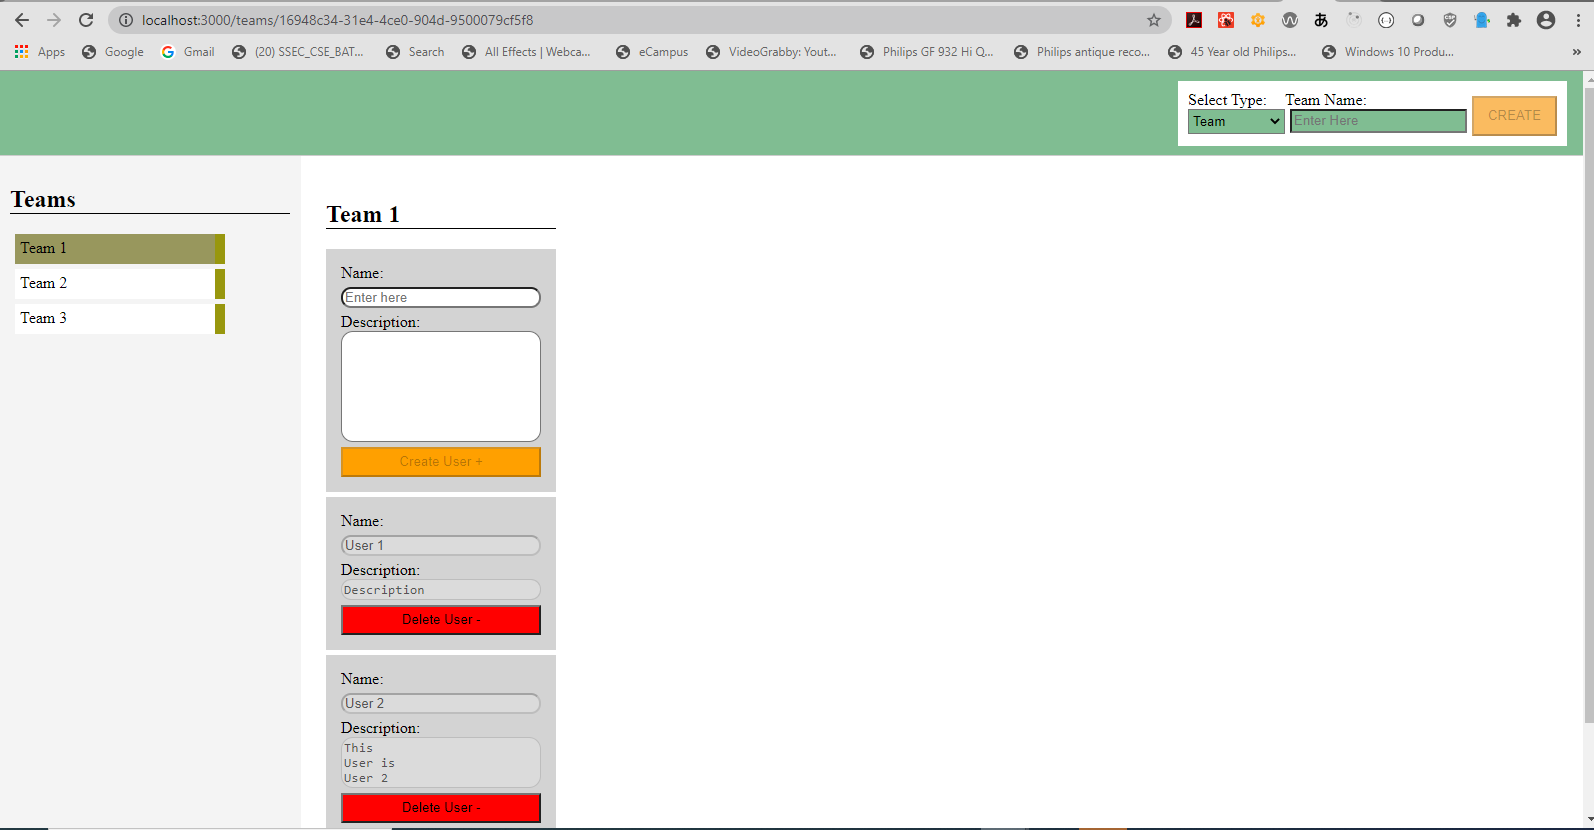 localhost:3000/teams/16948c34-31e4-4ce0-904d-9500079cf5f8
Apps Google Gmail (20) SSEC_CSE_BAT... Search All Effects | Webca... eCampus VideoGrabby: Yout... Philips GF 932 Hi Q... Philips antique reco... 45 Year old Philips... Windows 10 Produ... »
Select Type: Team Name:
Team Enter Here CREATE
Teams
Team 1
Team 2
Team 3
Team 1
Name:
Enter here
Description:
Create User +
Name:
User 1
Description:
Description
Delete User -
Name:
User 2
Description:
This
User is
User 2
Delete User -